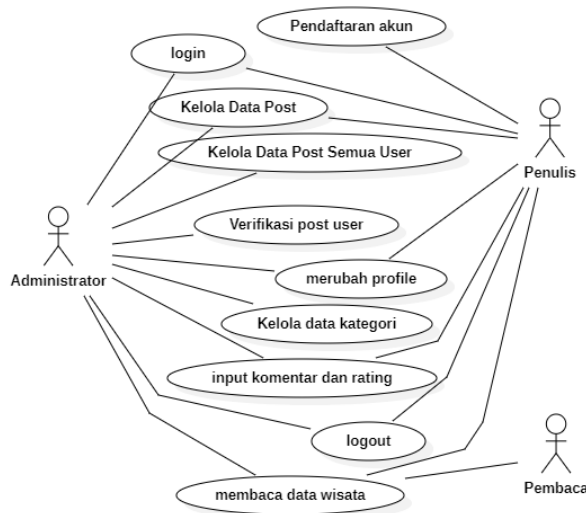 Pendaftaran akun
login
Kelola Data Post
Kelola Data Post Semua User
Penulis
Verifikasi post user
Administrator
merubah profile
Kelola data kategori
input komentar dan rating
logout
Pembaca
membaca data wisata